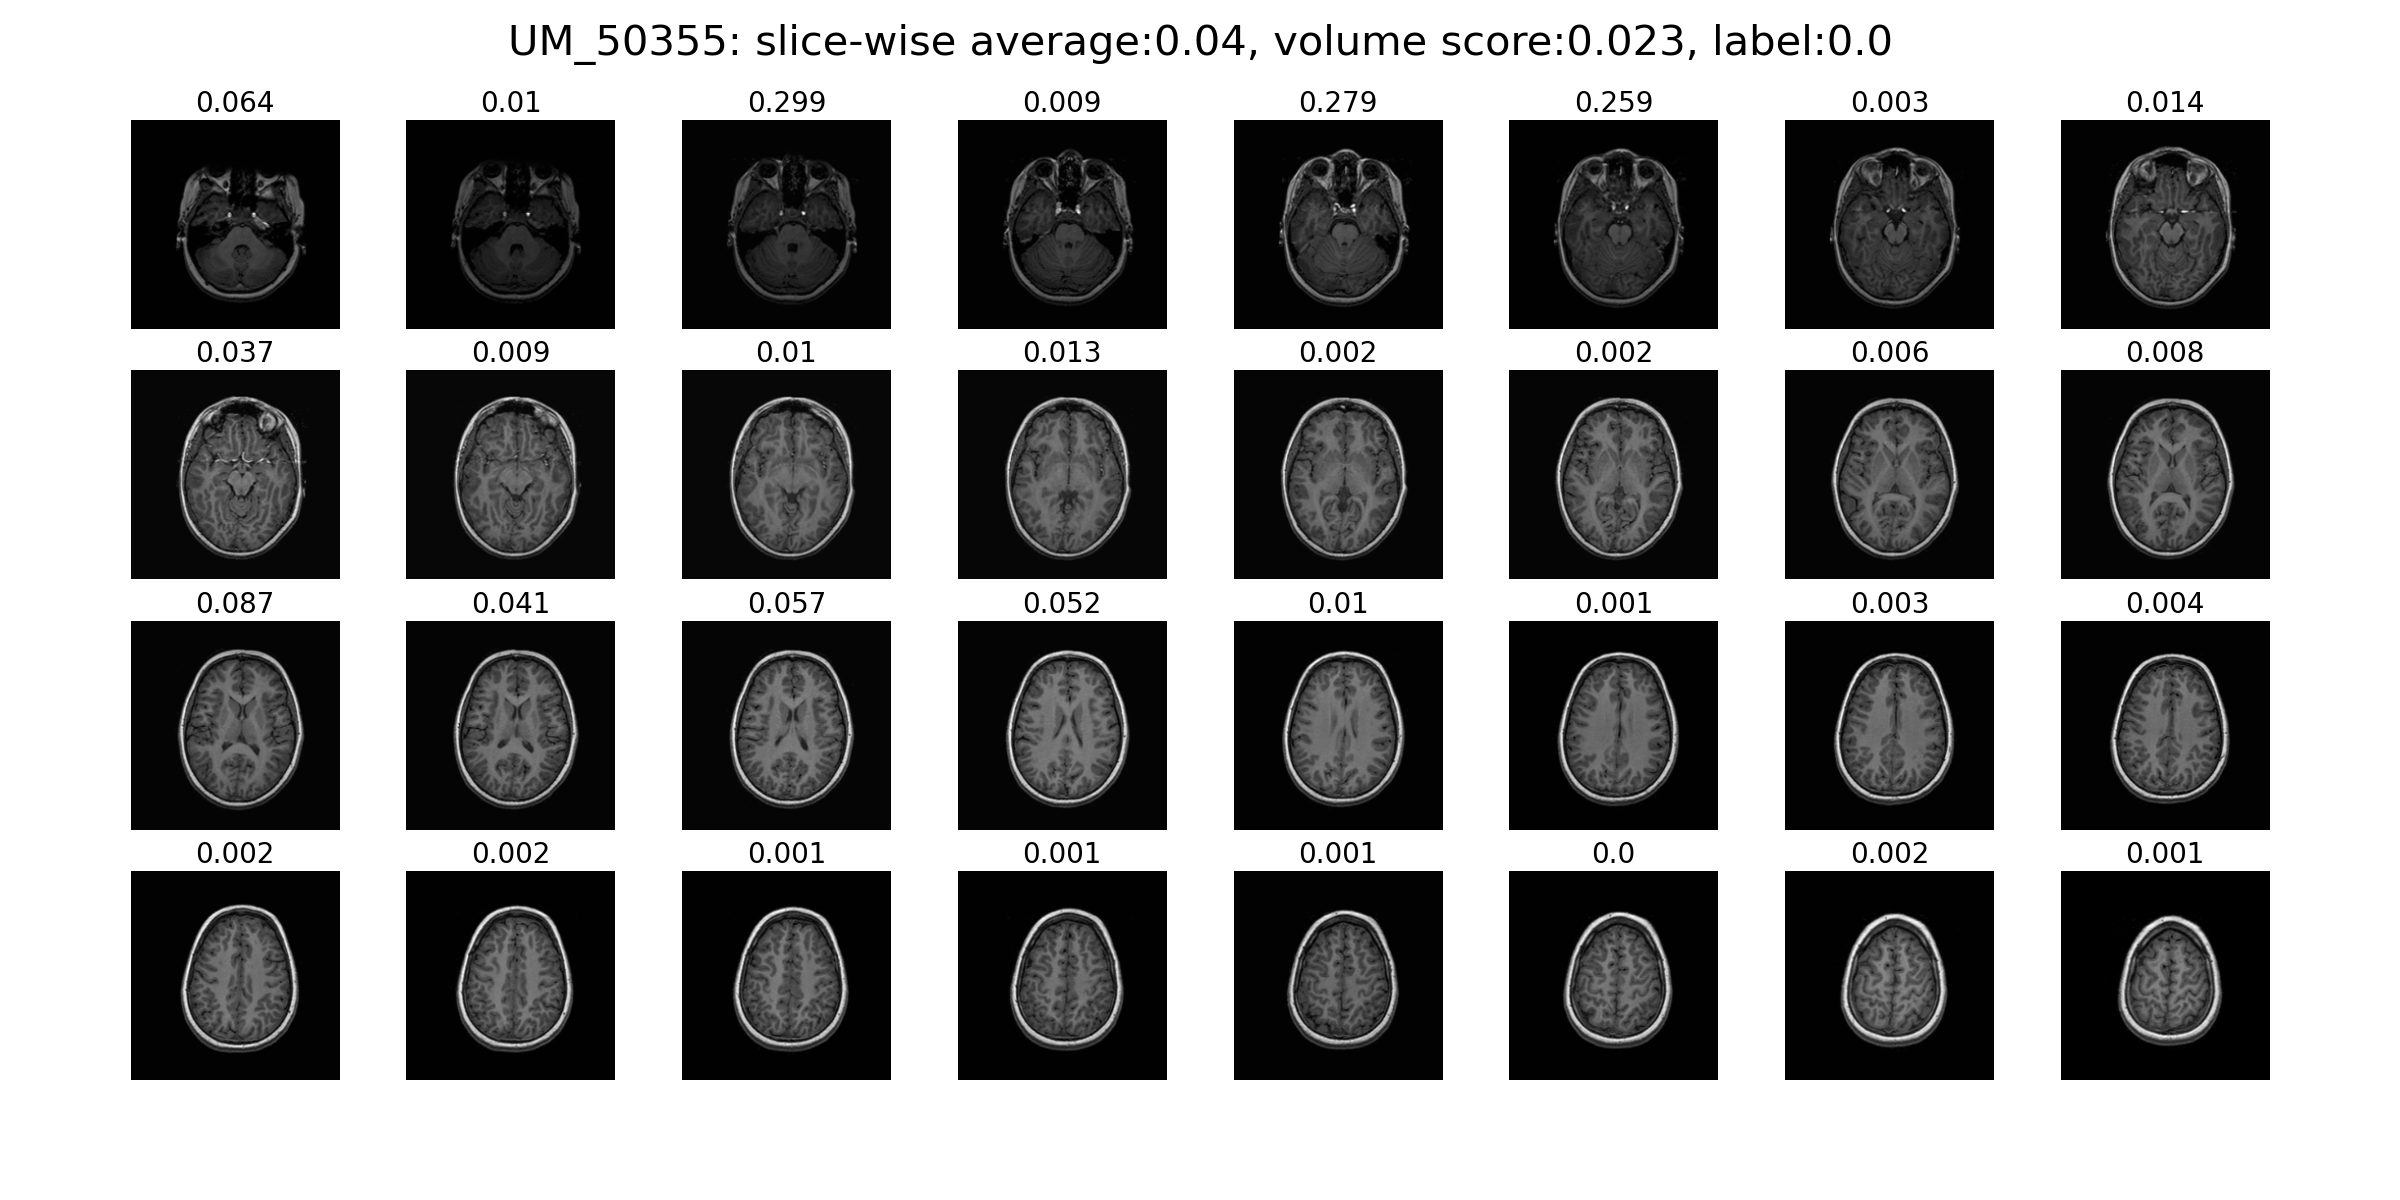 UM_50355: slice-wise average:0.04, volume score:0.023, label:0.0
0.064 0.01 0.299 0.009 0.279 0.259 0.003 0.014
0.037 0.009 0.01 0.013 0.002 0.002 0.006 0.008
0.087 0.041 0.057 0.052 0.01 0.001 0.003 0.004
0.002 0.002 0.001 0.001 0.001 0.0 0.002 0.001